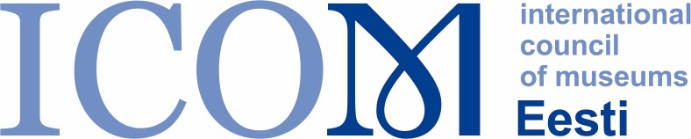 ICOM
international
council
of museums
Eesti